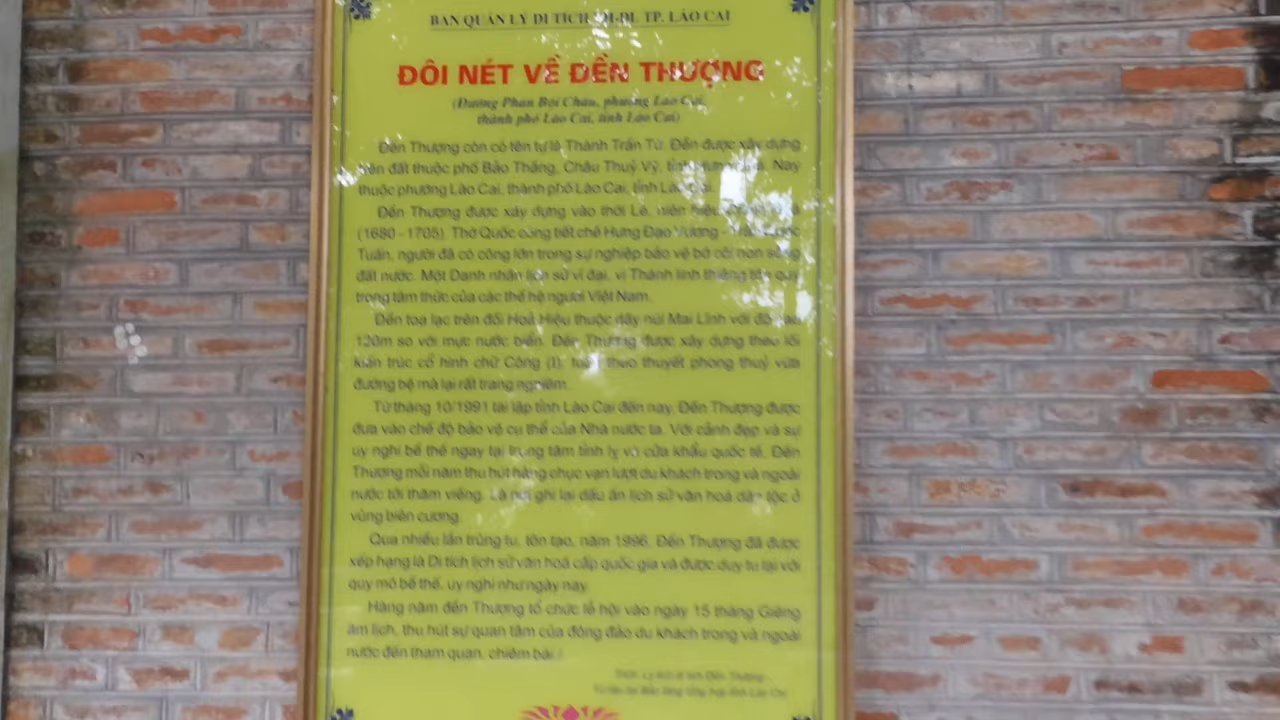 BAN QUẢN LÝ DI TÍCH TP. LÀO CAI
ĐÔI NÉT VỀ ĐỀN THƯỢNG
(Đường Phan Bội Châu, phường Lào Cai,
thành phố Lào Cai, tỉnh Lào Cai)
Đền Thượng còn có tên tự là Thánh Trần Từ. Đền được xây dựng
trên đất thuộc phố Bảo Thắng, Châu Thuỷ Vỹ, tỉnh Nay
thuộc phường Lào Cai, thành phố Lào Cai, tỉnh Lào Cai.
Đền Thượng được xây dựng vào thời Lê, niên hiệu
(1680 - 1705). Thờ Quốc công tiết chế Hưng Đạo Vương - Trần Quốc
Tuấn, người đã có công lớn trong sự nghiệp bảo vệ bờ cõi non sông
đất nước. Một Danh nhân lịch sử vĩ đại, vị Thánh linh thiêng tôn quý
trong tâm thức của các thế hệ người Việt Nam.
Đền toạ lạc trên đồi Hoả Hiệu thuộc dãy núi Mai Lĩnh với độ cao
120m so với mực nước biển. Đền Thượng được xây dựng theo lối
kiến trúc cổ hình chữ Công (I), theo thuyết phong thuỷ vừa
đường bệ mà lại rất trang nghiêm.
Từ tháng 10/1991 tái lập tỉnh Lào Cai đến nay, Đền Thượng được
đưa vào chế độ bảo vệ cụ thể của Nhà nước ta. Với cảnh đẹp và sự
uy nghi bề thế ngay tại trung tâm tỉnh lỵ và cửa khẩu quốc tế, Đền
Thượng mỗi năm thu hút hàng chục vạn lượt du khách trong và ngoài
nước tới thăm viếng. Là nơi ghi lại dấu ấn lịch sử văn hoá dân tộc ở
vùng biên cương.
Qua nhiều lần trùng tu, tôn tạo, năm 1996, Đền Thượng đã được
xếp hạng là Di tích lịch sử văn hoá cấp quốc gia và được duy tu lại với
quy mô bề thế, uy nghi như ngày nay.
Hàng năm đền Thượng tổ chức lễ hội vào ngày 15 tháng Giêng
âm lịch, thu hút sự quan tâm của đông đảo du khách trong và ngoài
nước đến tham quan, chiêm bái./.